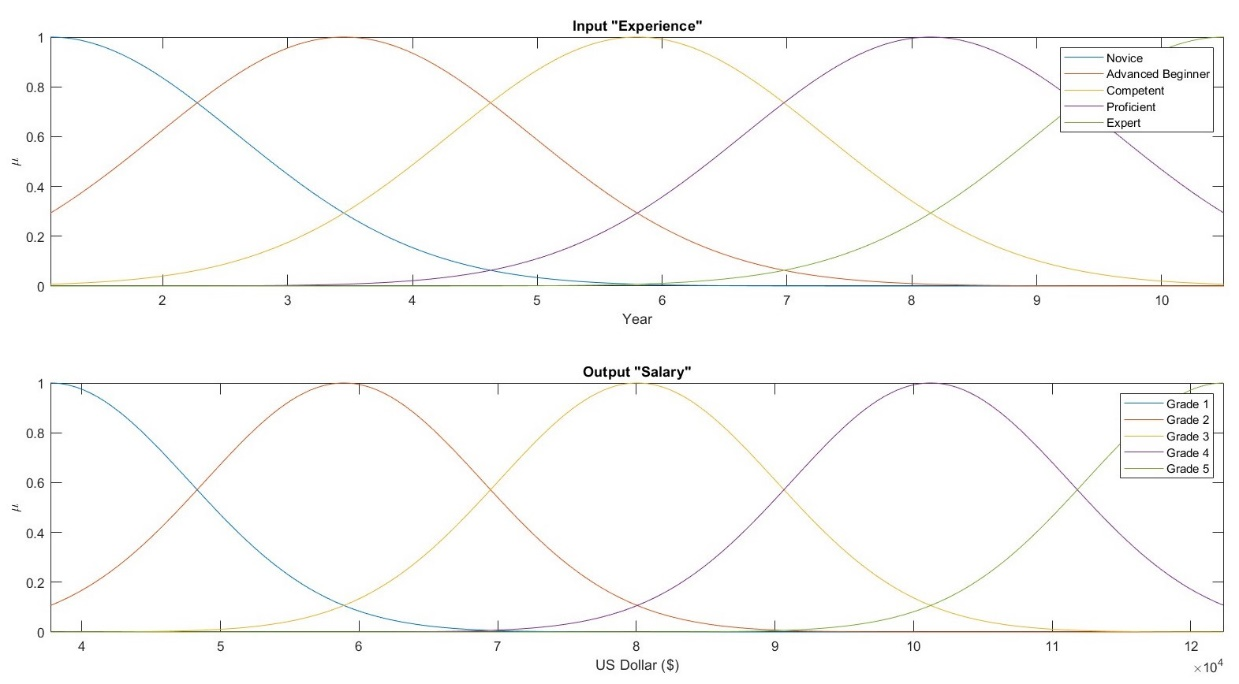 Input "Experience"
1
0.8
0.6
0.4
0.2
0
μ
Novice
Advanced Beginner
Competent
Proficient
Expert
2 3 4 5 6 7 8 9 10
Year
Output "Salary"
1
0.8
0.6
0.4
0.2
0
μ
Grade 1
Grade 2
Grade 3
Grade 4
Grade 5
4 5 6 7 8 9 10 11 12
US Dollar ($)
×10⁴